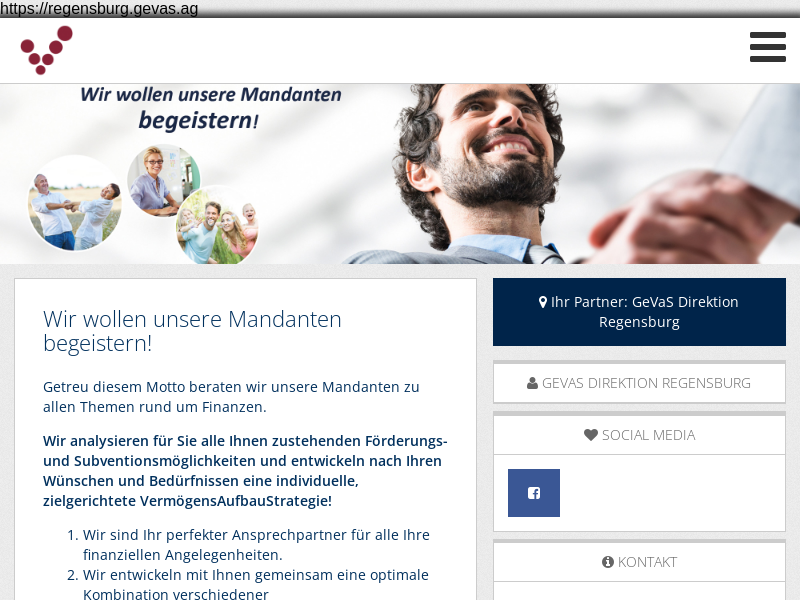 https://regensburg.gevas.ag
Wir wollen unsere Mandanten
begeistern!
Wir wollen unsere Mandanten
begeistern!
Getreu diesem Motto beraten wir unsere Mandanten zu
allen Themen rund um Finanzen.
Wir analysieren für Sie alle Ihnen zustehenden Förderungs-
und Subventionsmöglichkeiten und entwickeln nach Ihren
Wünschen und Bedürfnissen eine individuelle,
zielgerichtete VermögensAufbauStrategie!
1. Wir sind Ihr perfekter Ansprechpartner für alle Ihre
finanziellen Angelegenheiten.
2. Wir entwickeln mit Ihnen gemeinsam eine optimale
Kombination verschiedener
Ihr Partner: GeVaS Direktion
Regensburg
GEVAS DIREKTION REGENSBURG
SOCIAL MEDIA
KONTAKT